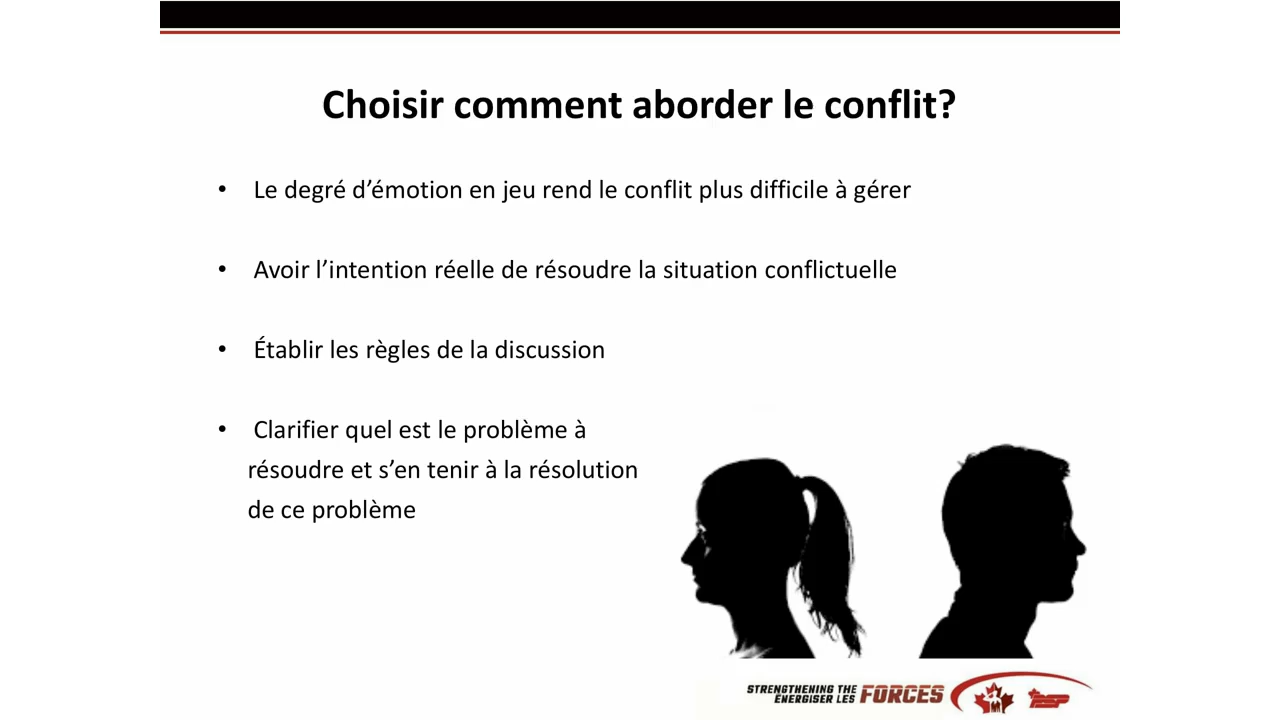 Choisir comment aborder le conflit?
• Le degré d’émotion en jeu rend le conflit plus difficile à gérer
• Avoir l’intention réelle de résoudre la situation conflictuelle
• Établir les règles de la discussion
• Clarifier quel est le problème à
résoudre et s’en tenir à la résolution
de ce problème
STRENGTHENING THE
ÉNERGISER LES FORCES
PSP